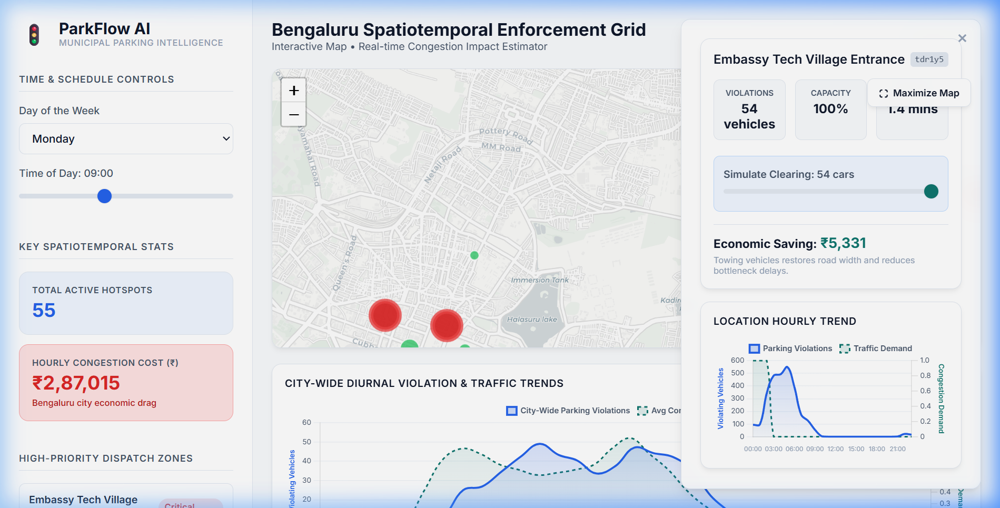 ParkFlow AI
MUNICIPAL PARKING INTELLIGENCE
TIME & SCHEDULE CONTROLS
Day of the Week
Monday
Time of Day: 09:00
KEY SPATIOTEMPORAL STATS
TOTAL ACTIVE HOTSPOTS
55
HOURLY CONGESTION COST (₹)
₹2,87,015
Bengaluru city economic drag
HIGH-PRIORITY DISPATCH ZONES
Embassy Tech Village
Critical
Bengaluru Spatiotemporal Enforcement Grid
Interactive Map • Real-time Congestion Impact Estimator
+
−
Pottery Road
MM Road
Netaji Road
ayamahal Road
Queen's Road
Immersion Tank
Kadir
Halasuru lake
Cubb
CITY-WIDE DIURNAL VIOLATION & TRAFFIC TRENDS
City-Wide Parking Violations
Avg Cor
60
50
40
30
20
Violating Vehicles
0.4
0.3
Dema
×
Embassy Tech Village Entrance
tdr1y5
VIOLATIONS
54
vehicles
CAPACITY
100%
Maximize Map
1.4 mins
Simulate Clearing: 54 cars
Economic Saving: ₹5,331
Towing vehicles restores road width and reduces
bottleneck delays.
LOCATION HOURLY TREND
Parking Violations
Traffic Demand
600
500
400
300
200
100
0
Violating Vehicles
1.0
0.8
0.6
0.4
0.2
0
Congestion Demand
00:00 03:00 06:00 09:00 12:00 15:00 18:00 21:00